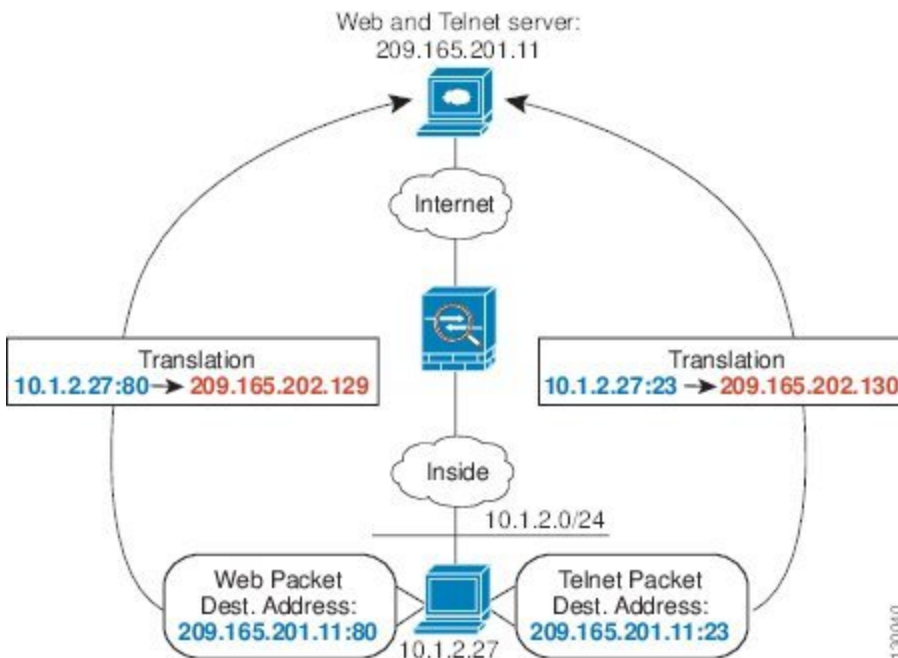 Web and Telnet server:
209.165.201.11
Internet
Translation
10.1.2.27:80 → 209.165.202.129
Translation
10.1.2.27:23 → 209.165.202.130
Inside
10.1.2.0/24
Web Packet
Dest. Address:
209.165.201.11:80
Telnet Packet
Dest. Address:
209.165.201.11:23
10.1.2.27
130040